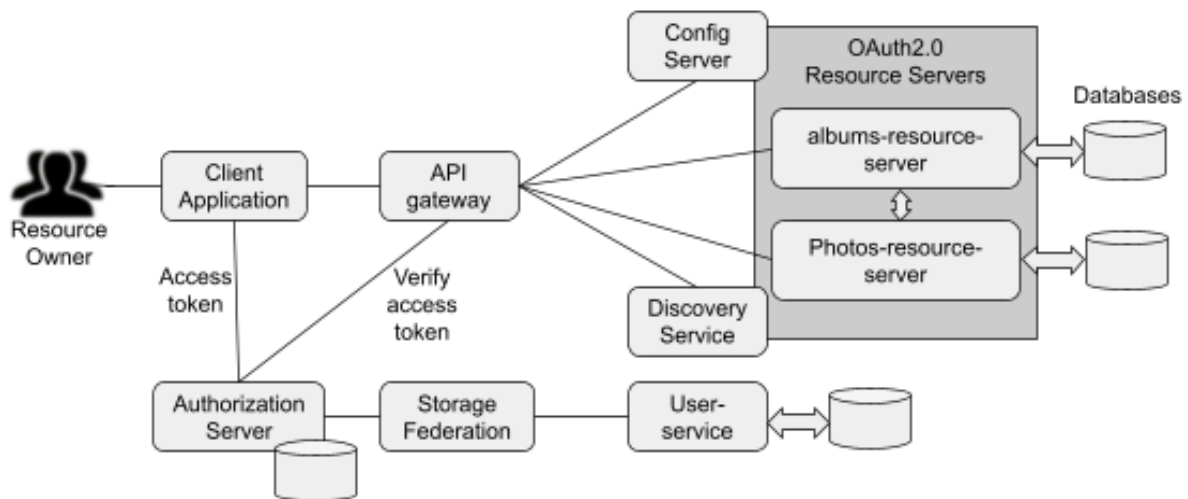 Config
Server
OAuth2.0
Resource Servers
Databases
albums-resource-
server
Client
Application
API
gateway
Resource
Owner
Photos-resource-
server
Access
token
Verify
access
token
Discovery
Service
Authorization
Server
Storage
Federation
User-
service